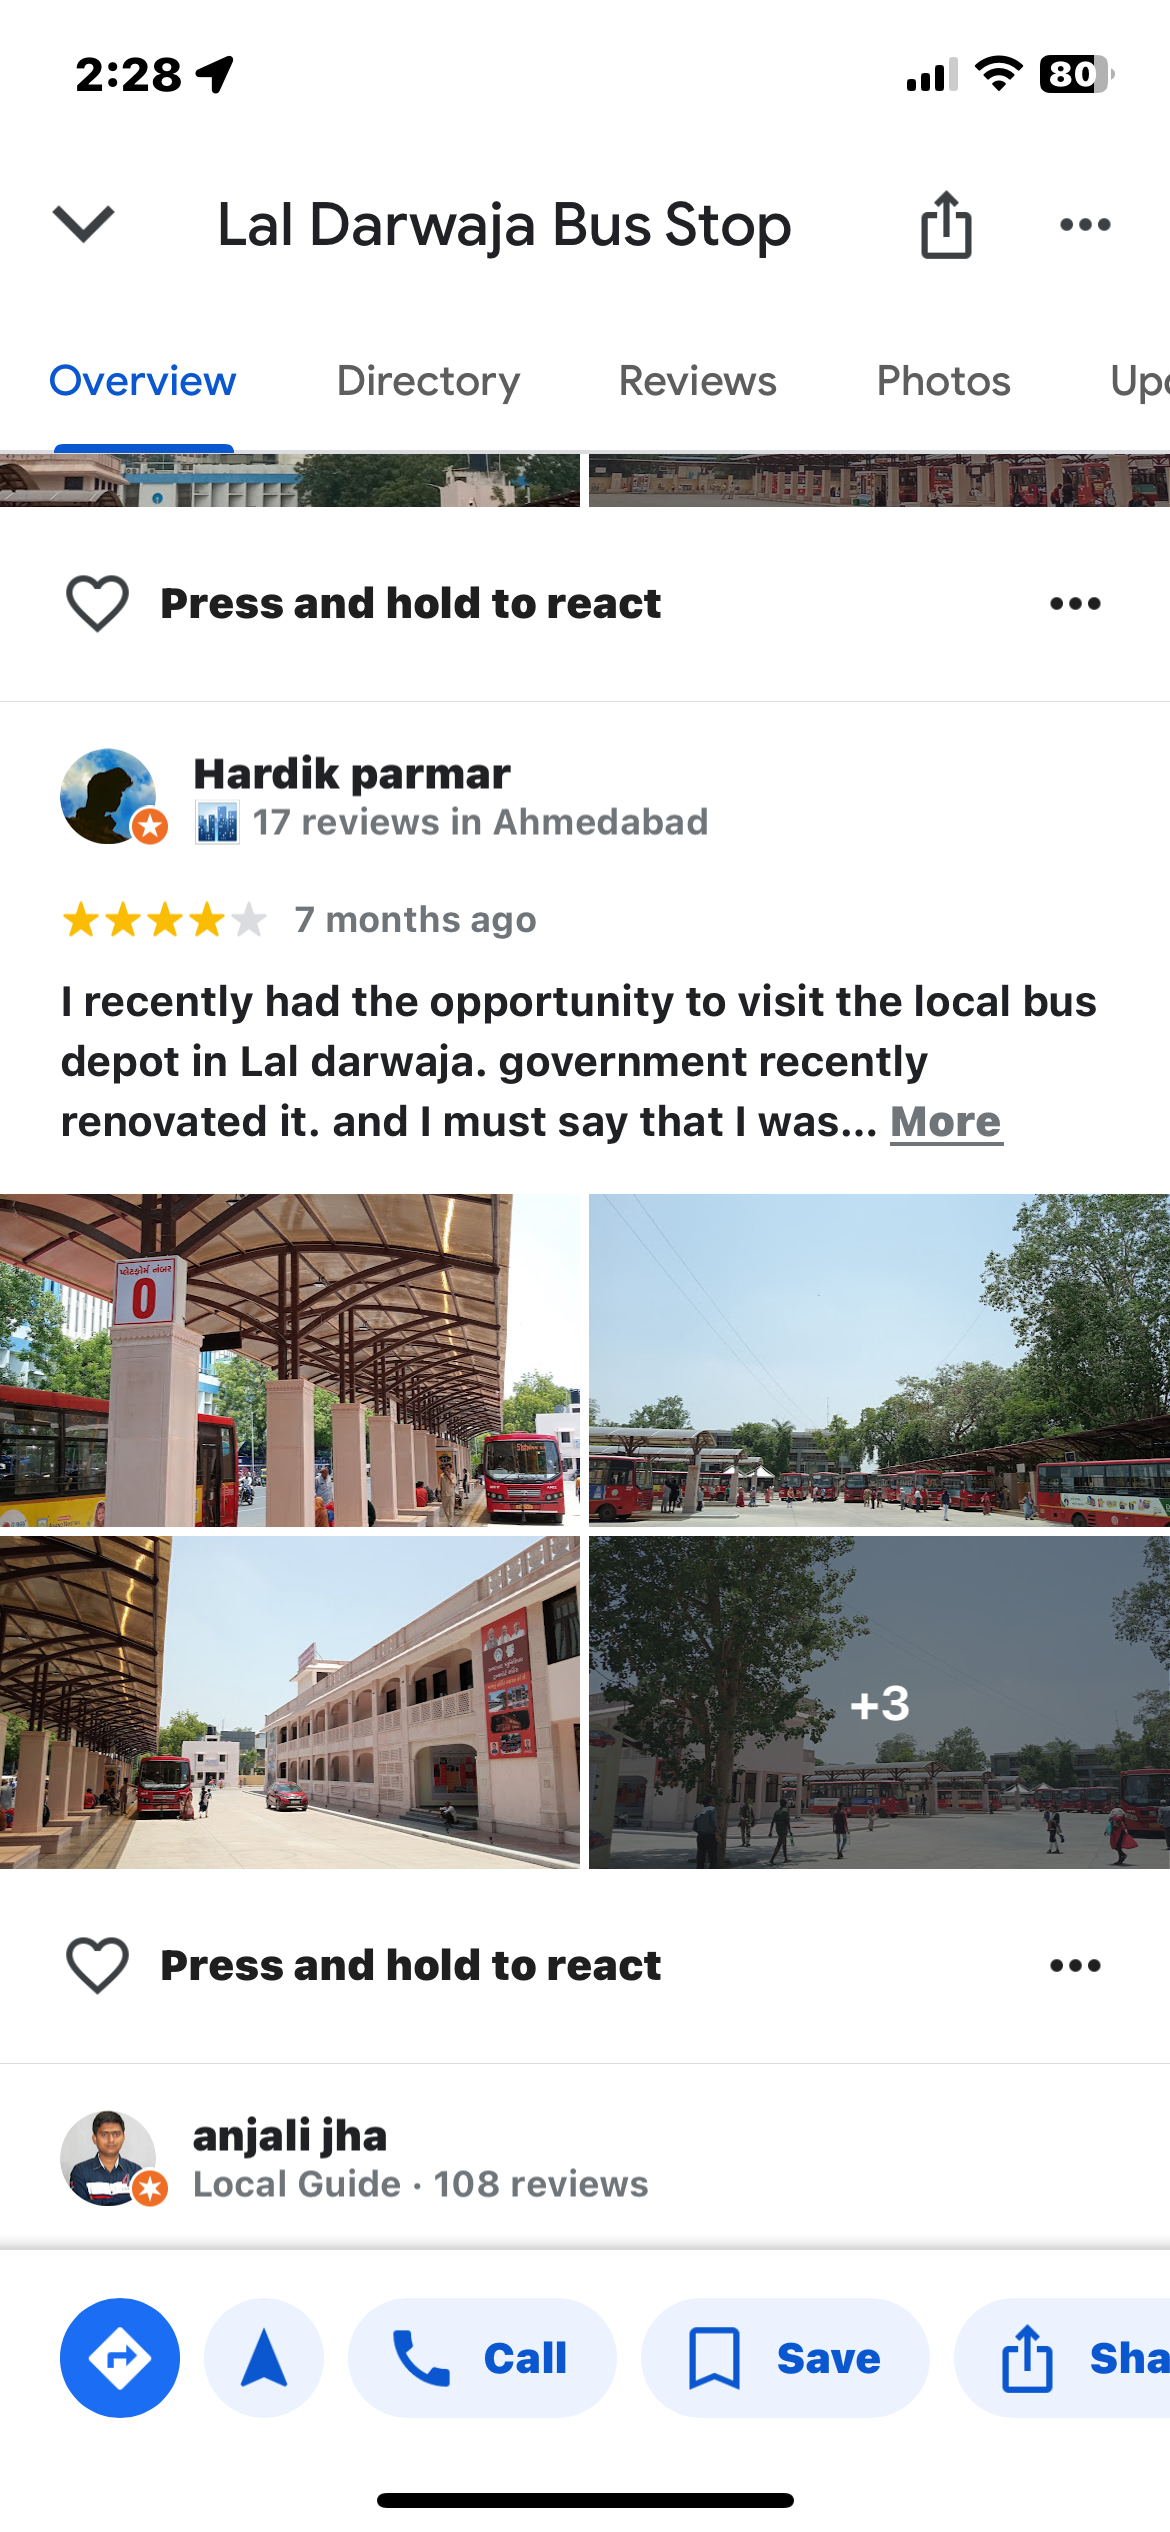 2:28
80
Lal Darwaja Bus Stop
Overview Directory Reviews Photos Upd
Press and hold to react
Hardik parmar
17 reviews in Ahmedabad
7 months ago
I recently had the opportunity to visit the local bus
depot in Lal darwaja. government recently
renovated it. and I must say that I was... More
પ્લેટફોર્મ નંબર
0
+3
Press and hold to react
anjali jha
Local Guide · 108 reviews
Call Save Sha